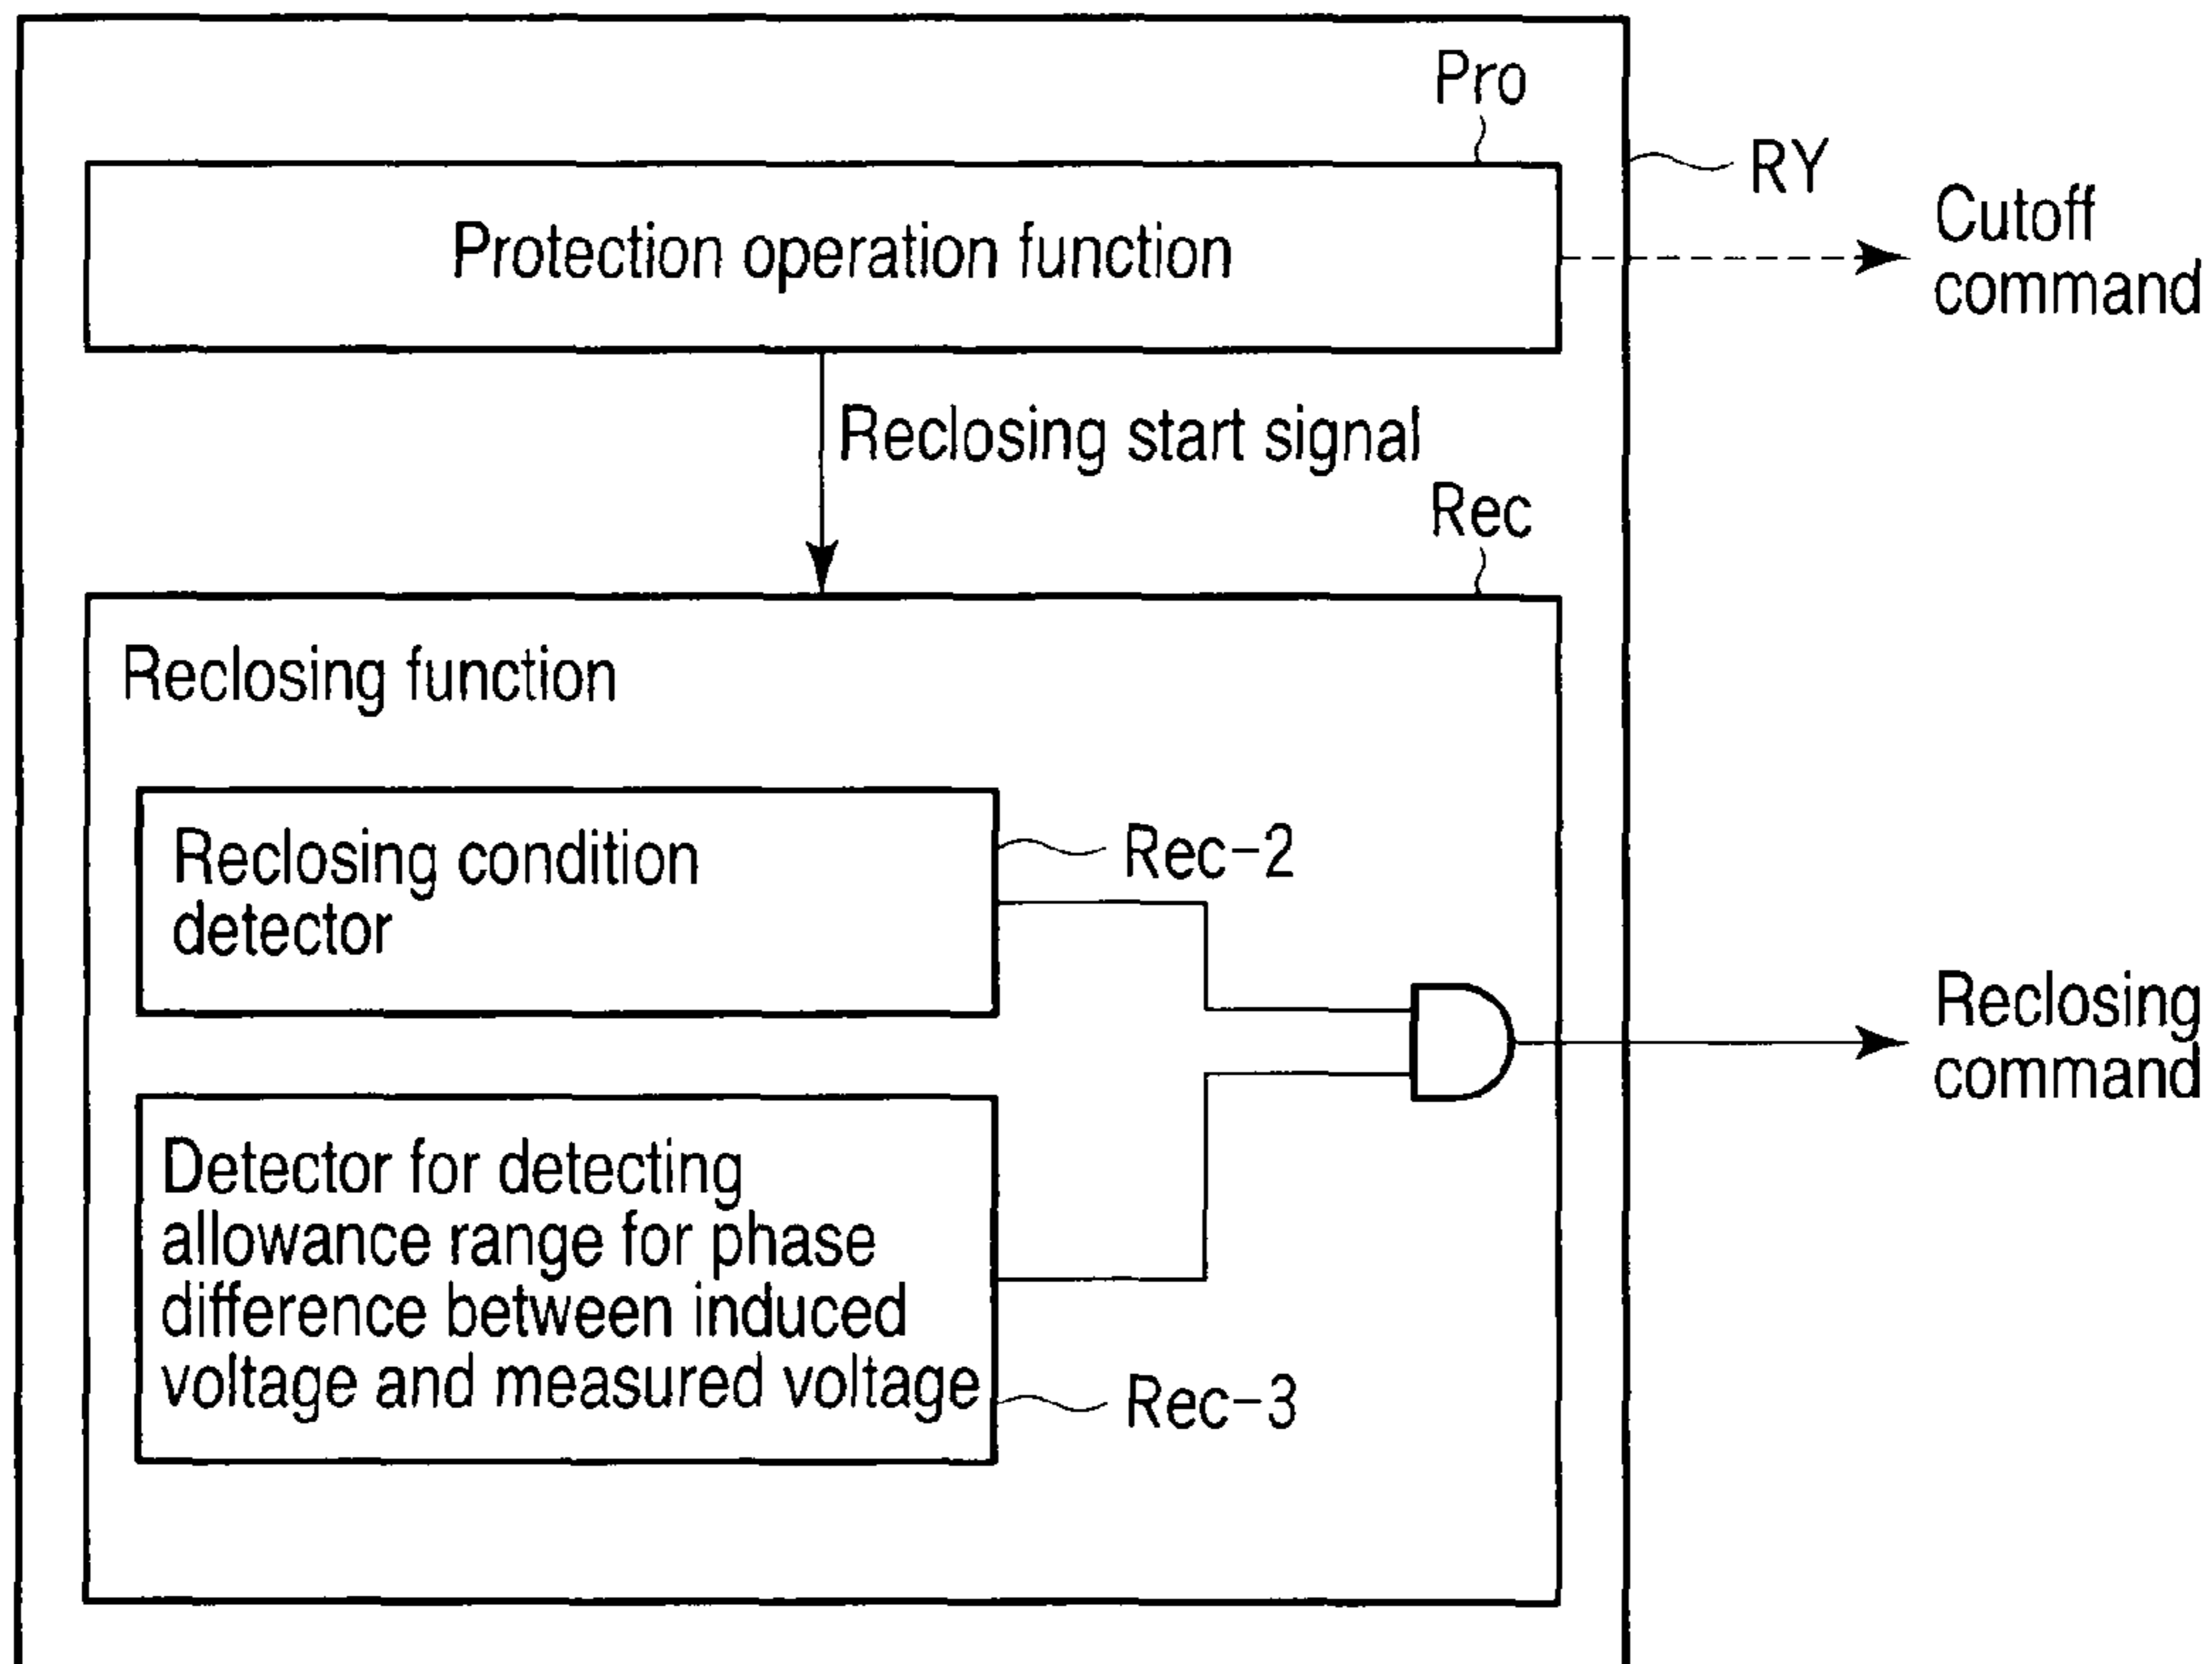 Pro
RY
Protection operation function
Cutoff
command
Reclosing start signal
Rec
Reclosing function
Reclosing condition
detector
Rec-2
Reclosing
command
Detector for detecting
allowance range for phase
difference between induced
voltage and measured voltage
Rec-3